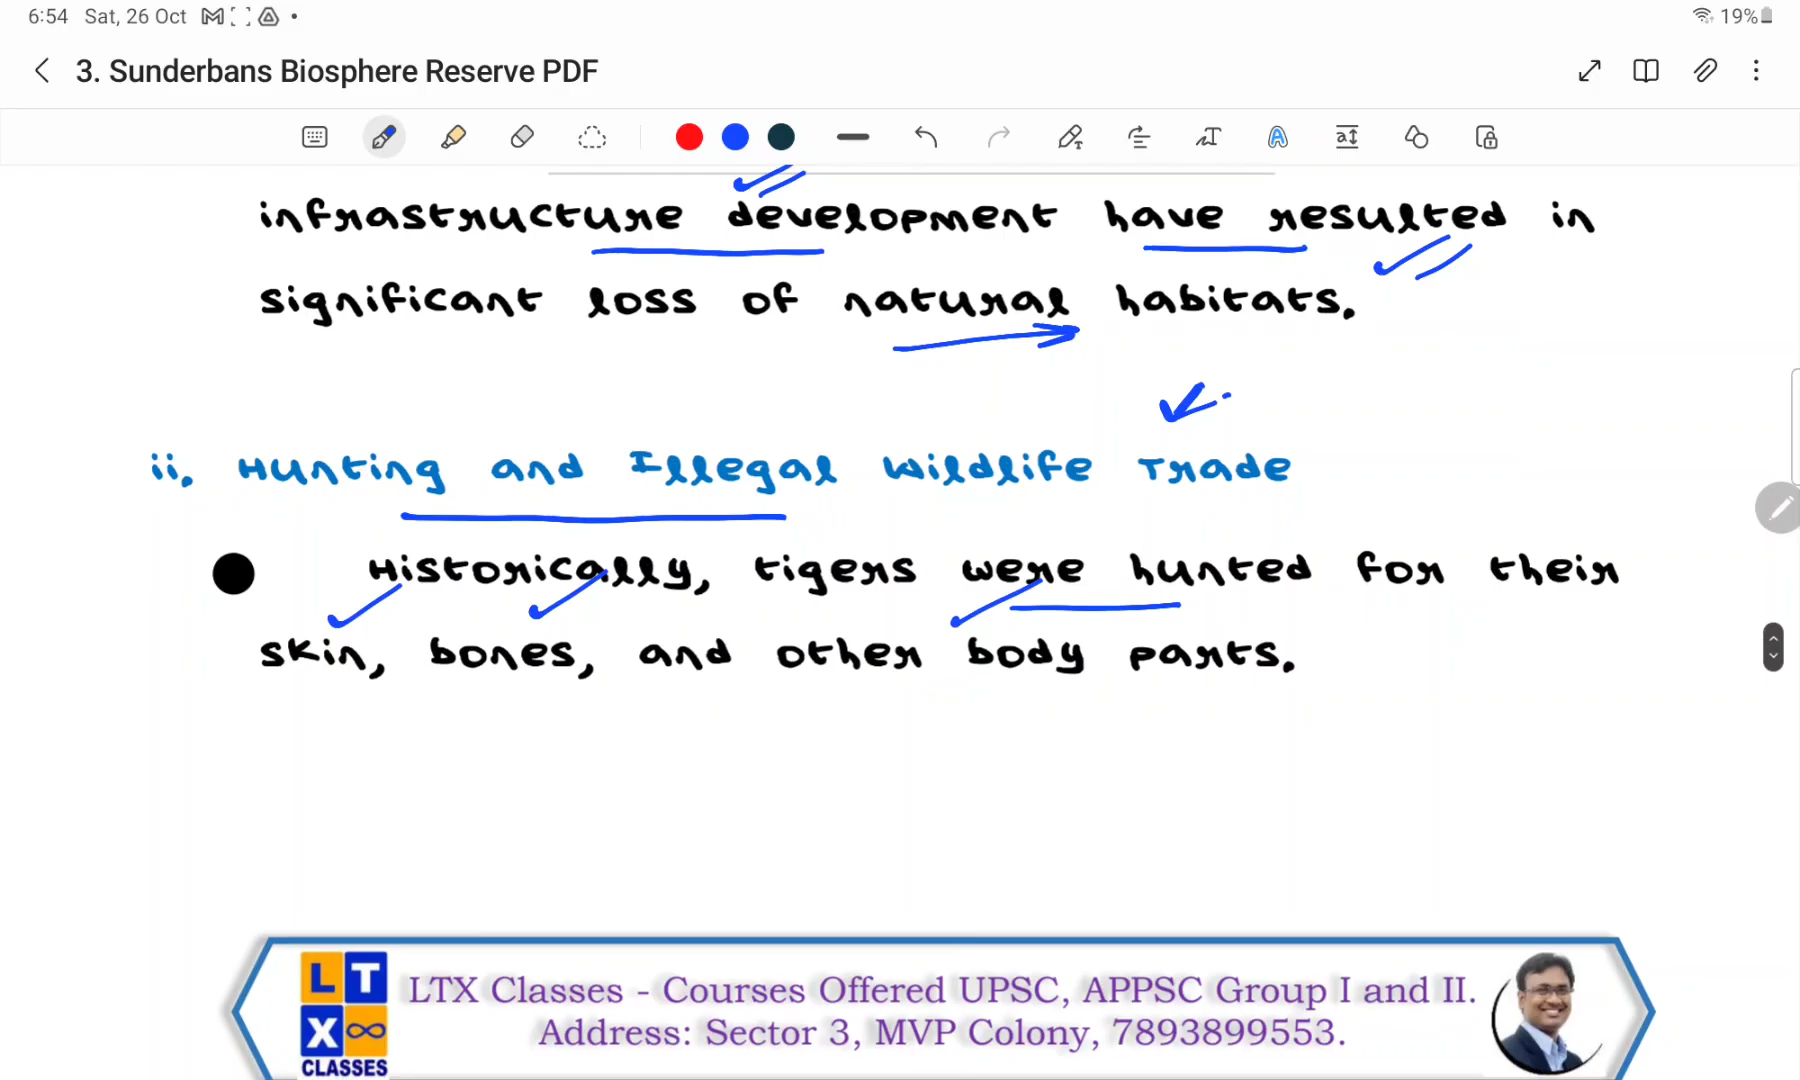 6:54 Sat, 26 Oct 19%
3. Sunderbans Biosphere Reserve PDF
infrastructure development have resulted in
significant loss of natural habitats.
ii. Hunting and Illegal Wildlife Trade
Historically, tigers were hunted for their
skin, bones, and other body parts.
LTX CLASSES
LTX Classes - Courses Offered UPSC, APPSC Group I and II.
Address: Sector 3, MVP Colony, 7893899553.